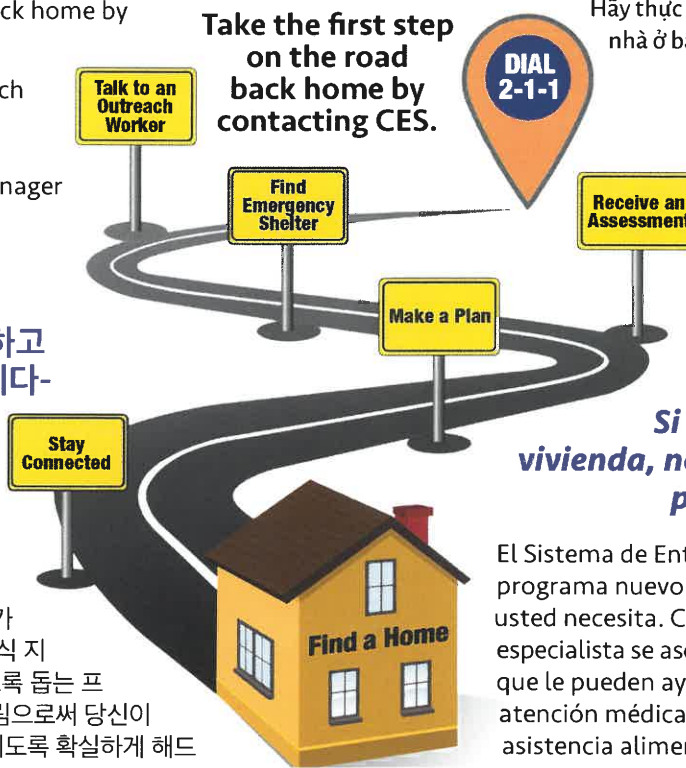 ck home by
ch
nager
Take the first step
on the road
back home by
contacting CES.
DIAL
2-1-1
Hãy thực
nhà ở
Talk to an
Outreach
Worker
Find
Emergency
Shelter
Receive an
Assessment
Make a Plan
하고
다-
Stay
Connected
Find a Home
Si
vivienda, n
p
El Sistema de Ent
programa nuevo
usted necesita. C
especialista se aso
que le pueden ay
atención médica
asistencia alimen
가
식 지
록 돕는 프
림으로써 당신이
도록 확실하게 해드